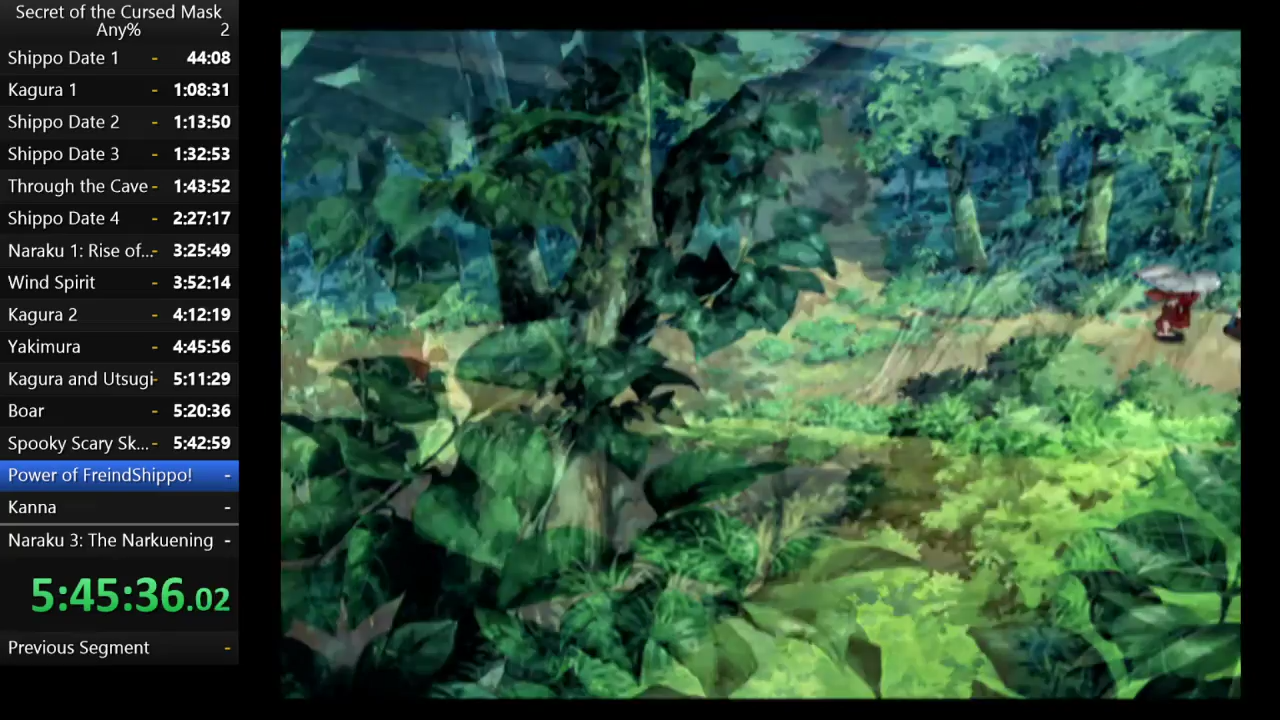 Secret of the Cursed Mask
Any% 2
Shippo Date 1 - 44:08
Kagura 1 - 1:08:31
Shippo Date 2 - 1:13:50
Shippo Date 3 - 1:32:53
Through the Cave - 1:43:52
Shippo Date 4 - 2:27:17
Naraku 1: Rise of... - 3:25:49
Wind Spirit - 3:52:14
Kagura 2 - 4:12:19
Yakimura - 4:45:56
Kagura and Utsugi - 5:11:29
Boar - 5:20:36
Spooky Scary Sk... - 5:42:59
Power of FreindShippo! -
Kanna -
Naraku 3: The Narkuening -
5:45:36.02
Previous Segment -